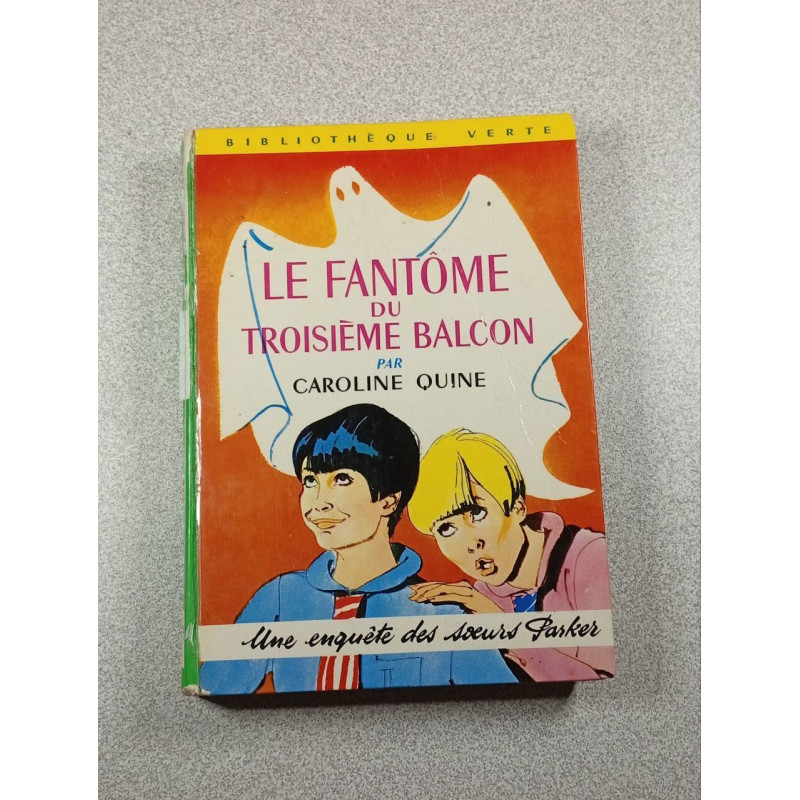 BIBLIOTHÈQUE VERTE
LE FANTÔME
DU
TROISIÈME BALCON
PAR
CAROLINE QUINE
Une enquête des sœurs Parker